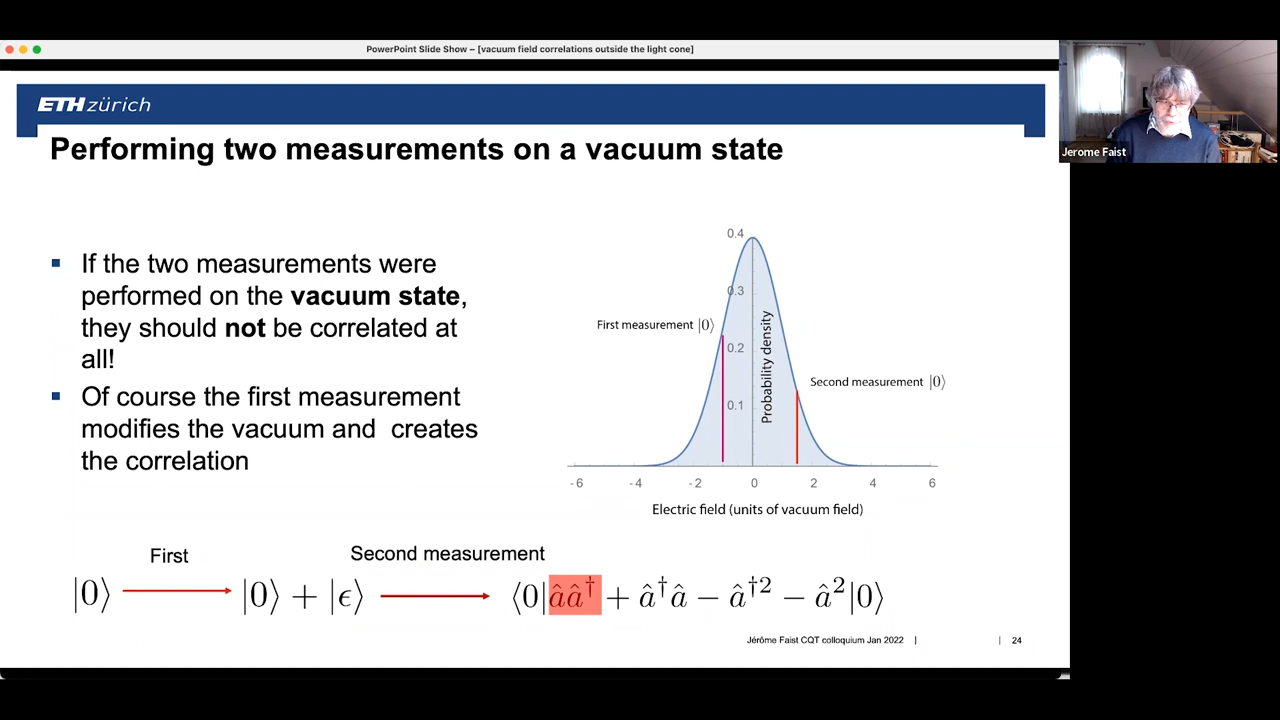 PowerPoint Slide Show – [vacuum field correlations outside the light cone]
ETH zürich
Performing two measurements on a vacuum state
Jerome Faist
▪ If the two measurements were
performed on the vacuum state,
they should not be correlated at
all!
▪ Of course the first measurement
modifies the vacuum and creates
the correlation
0.4
0.3
0.2
0.1
First measurement |0⟩
Probability density
Second measurement |0⟩
-6 -4 -2 0 2 4 6
Electric field (units of vacuum field)
First
Second measurement
|0⟩ → |0⟩ + |ϵ⟩ → ⟨0|ââ† + â†â − â†2 − â2|0⟩
Jérôme Faist CQT colloquium Jan 2022 | | 24